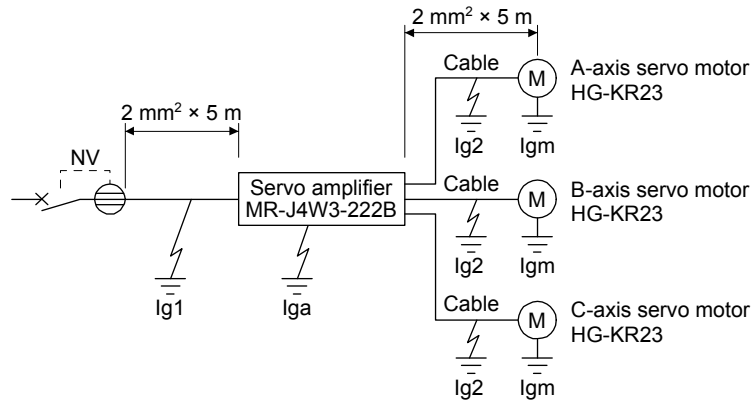 2 mm² × 5 m
Cable
M
A-axis servo motor
HG-KR23
2 mm² × 5 m
Ig2
Igm
NV
Servo amplifier
MR-J4W3-222B
Cable
M
B-axis servo motor
HG-KR23
Ig1
Iga
Ig2
Igm
Cable
M
C-axis servo motor
HG-KR23
Ig2
Igm